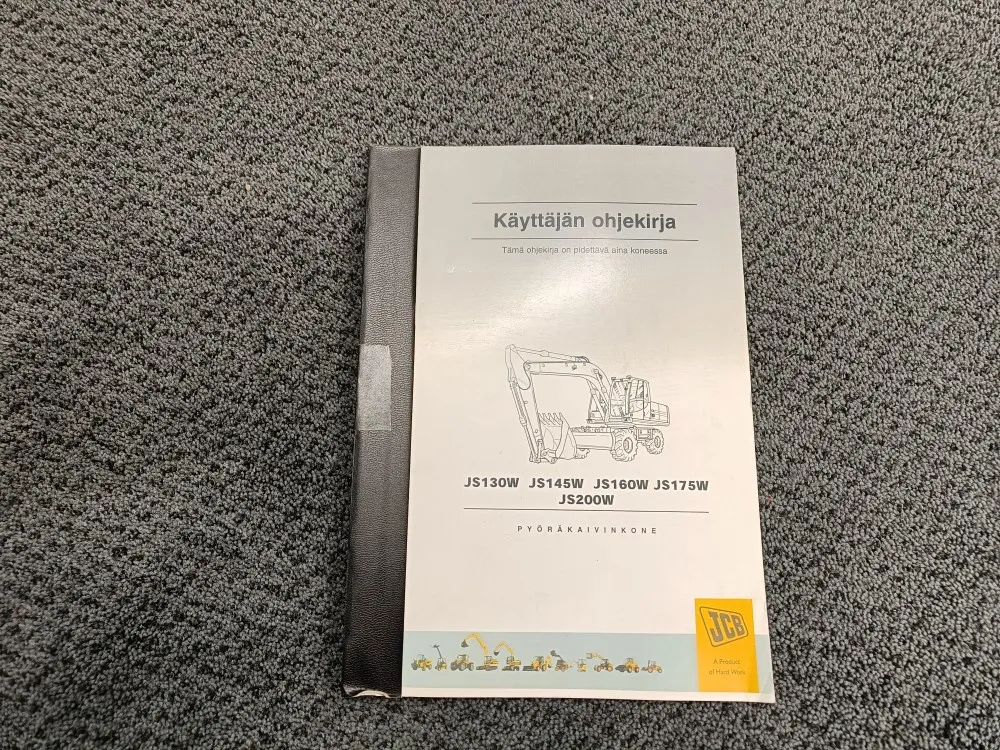 Käyttäjän ohjekirja
Tämä ohjekirja on pidettävä aina koneessa
JS130W JS145W JS160W JS175W
JS200W
PYÖRÄKAIVINKONE
JCB
A Product
of Hard Work